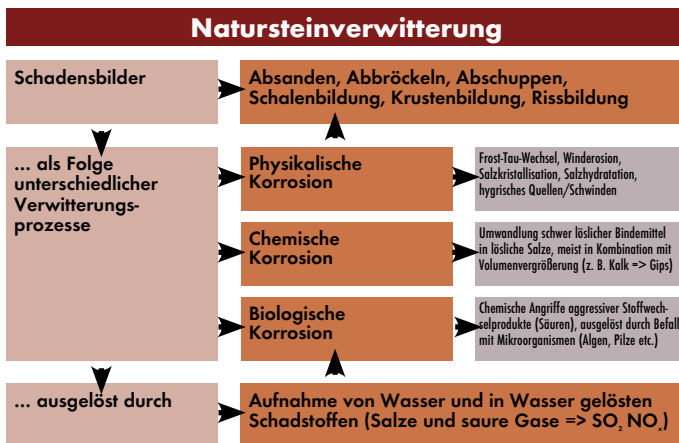 Natursteinverwitterung
Schadensbilder
Absanden, Abbröckeln, Abschuppen,
Schalenbildung, Krustenbildung, Rissbildung
... als Folge
unterschiedlicher
Verwitterungs-
prozesse
Physikalische
Korrosion
Frost-Tau-Wechsel, Winderosion,
Salzkristallisation, Salzhydratation,
hygrisches Quellen/Schwinden
Chemische
Korrosion
Umwandlung schwer löslicher Bindemittel
in lösliche Salze, meist in Kombination mit
Volumenvergrößerung (z. B. Kalk => Gips)
Biologische
Korrosion
Chemische Angriffe aggressiver Stoffwech-
selprodukte (Säuren), ausgelöst durch Befall
mit Mikroorganismen (Algen, Pilze etc.)
... ausgelöst durch
Aufnahme von Wasser und in Wasser gelösten
Schadstoffen (Salze und saure Gase => SO₂ NOₓ)